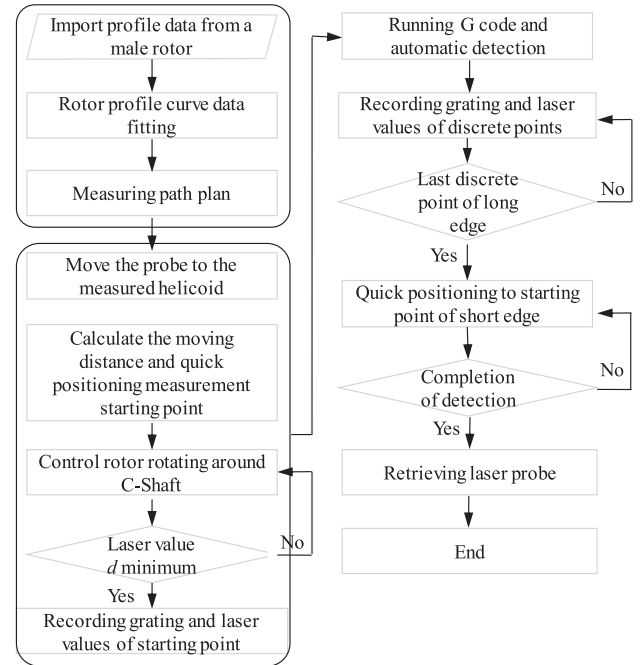 Import profile data from a
male rotor
Rotor profile curve data
fitting
Measuring path plan
Move the probe to the
measured helicoid
Calculate the moving
distance and quick
positioning measurement
starting point
Control rotor rotating around
C-Shaft
Laser value
d minimum
No
Yes
Recording grating and laser
values of starting point
Running G code and
automatic detection
Recording grating and laser
values of discrete points
Last discrete
point of long
edge
No
Yes
Quick positioning to starting
point of short edge
Completion
of detection
No
Yes
Retrieving laser probe
End